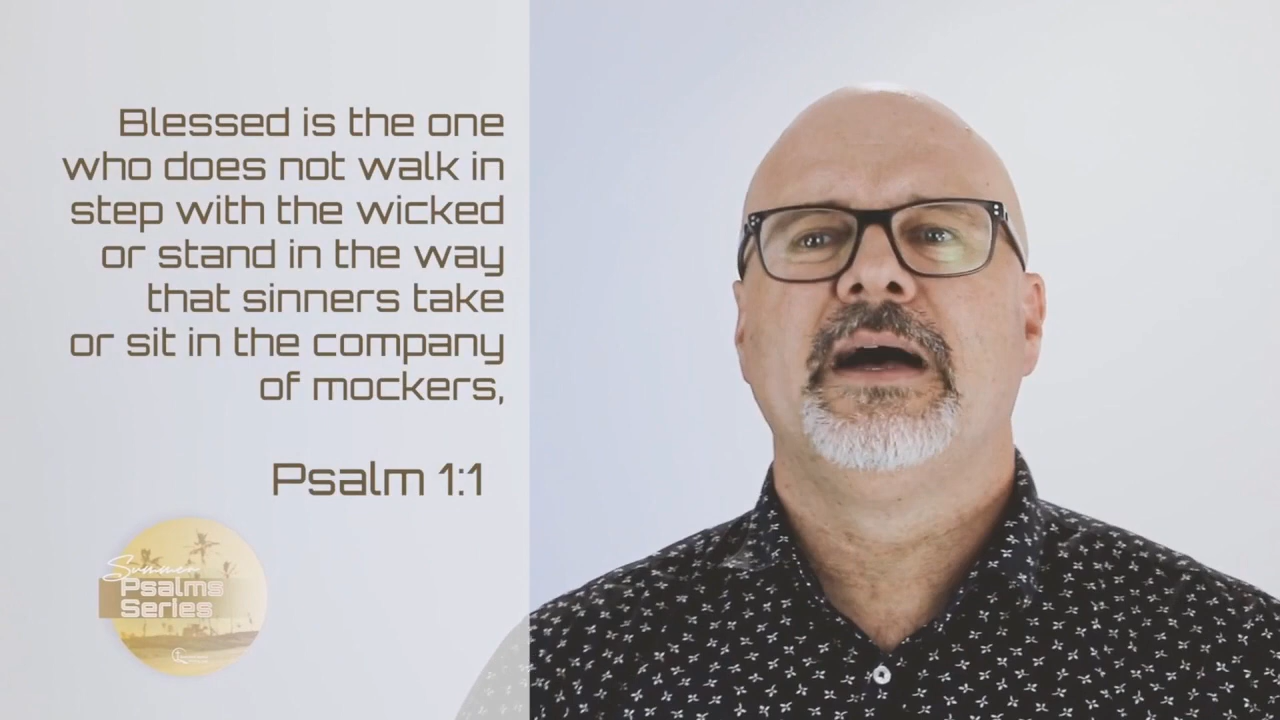 Blessed is the one
who does not walk in
step with the wicked
or stand in the way
that sinners take
or sit in the company
of mockers,
Psalm 1:1
Summer
Psalms
Series